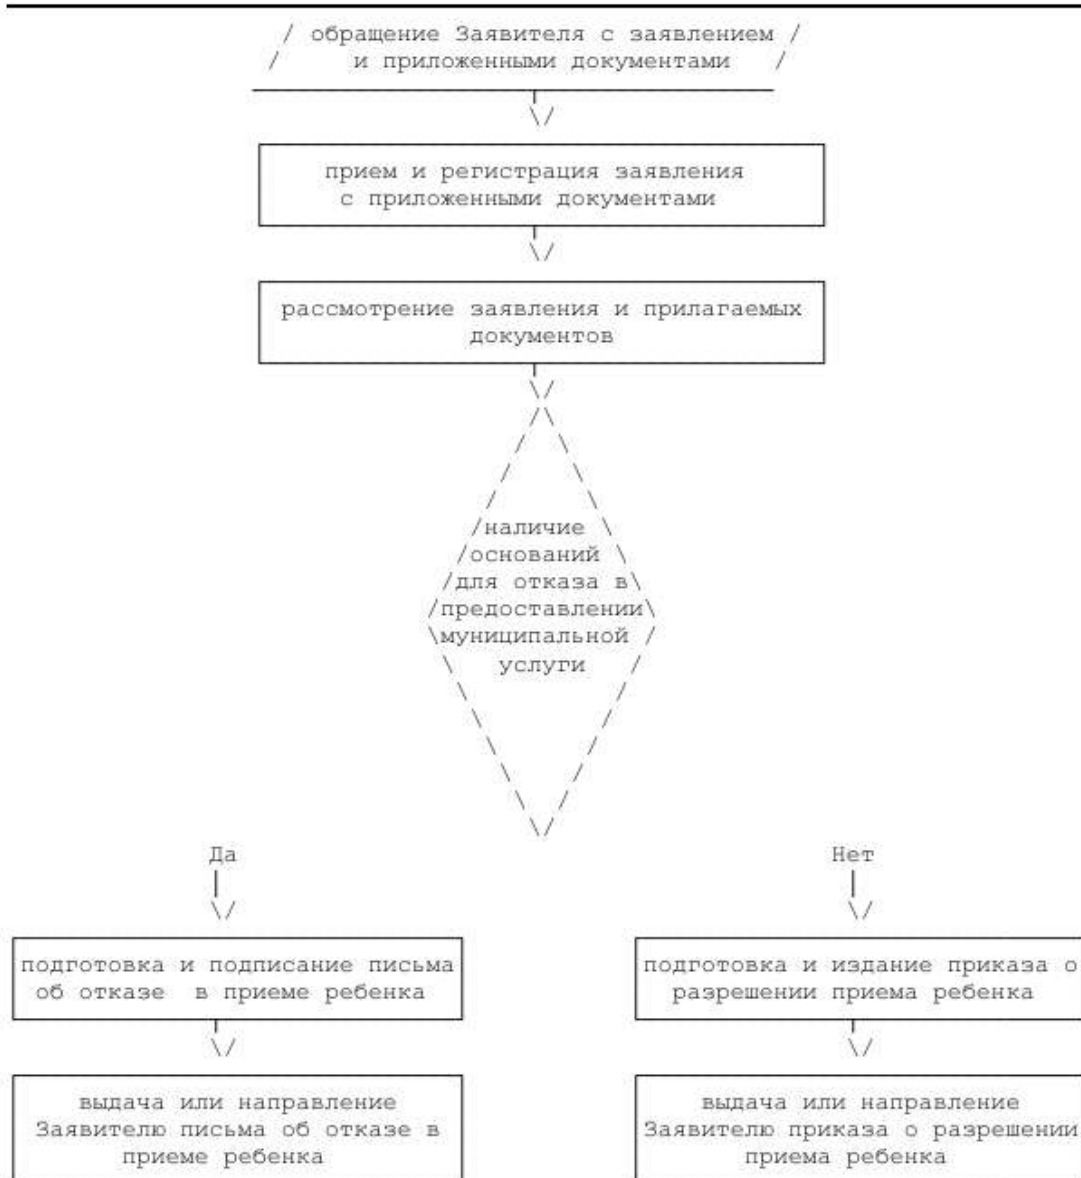 обращение Заявителя с заявлением
и приложенными документами
прием и регистрация заявления
с приложенными документами
рассмотрение заявления и прилагаемых
документов
наличие
оснований
для отказа в
предоставлении
муниципальной
услуги
Да
Нет
подготовка и подписание письма
об отказе в приеме ребенка
подготовка и издание приказа о
разрешении приема ребенка
выдача или направление
Заявителю письма об отказе в
приеме ребенка
выдача или направление
Заявителю приказа о разрешении
приема ребенка